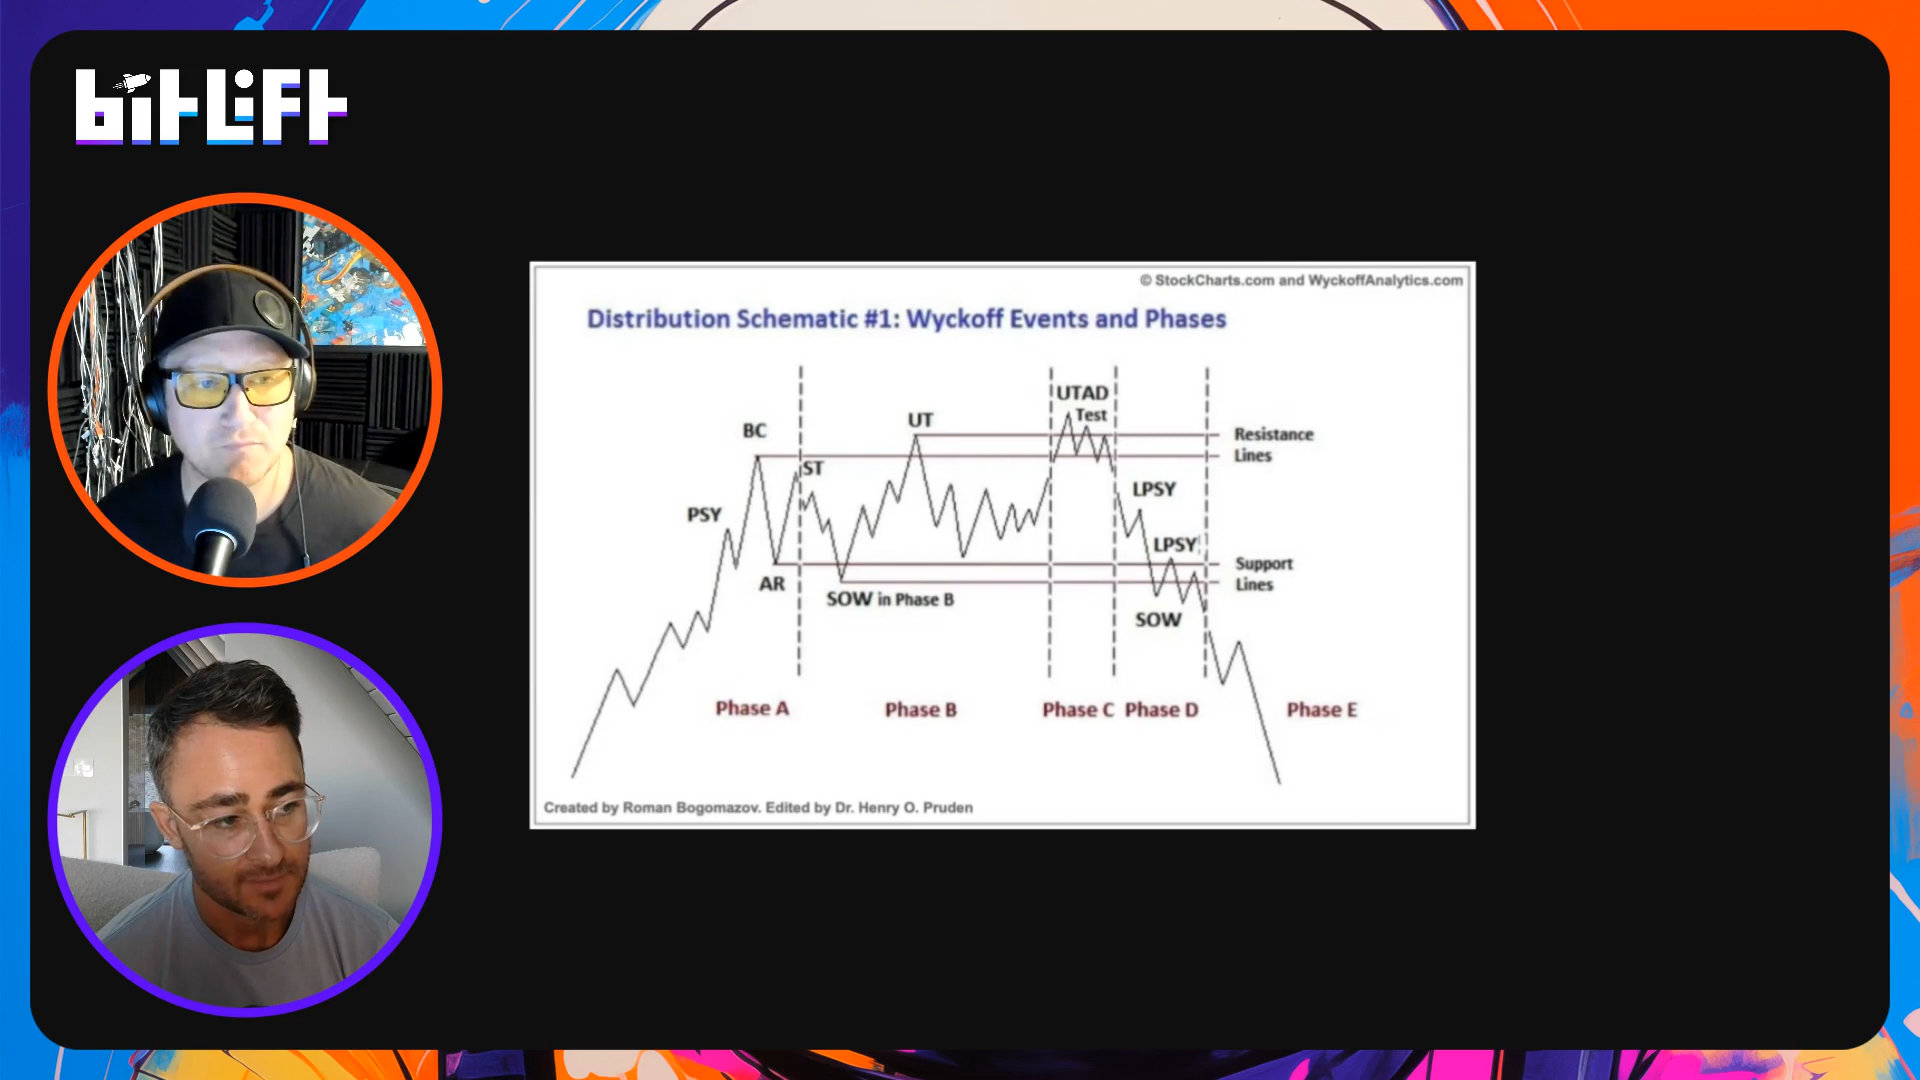 bitLift
© StockCharts.com and WyckoffAnalytics.com
Distribution Schematic #1: Wyckoff Events and Phases
UTAD
Test
UT
BC
Resistance
Lines
ST
LPSY
PSY
LPSY
Support
Lines
AR
SOW in Phase B
SOW
Phase A
Phase B
Phase C
Phase D
Phase E
Created by Roman Bogomazov. Edited by Dr. Henry O. Pruden